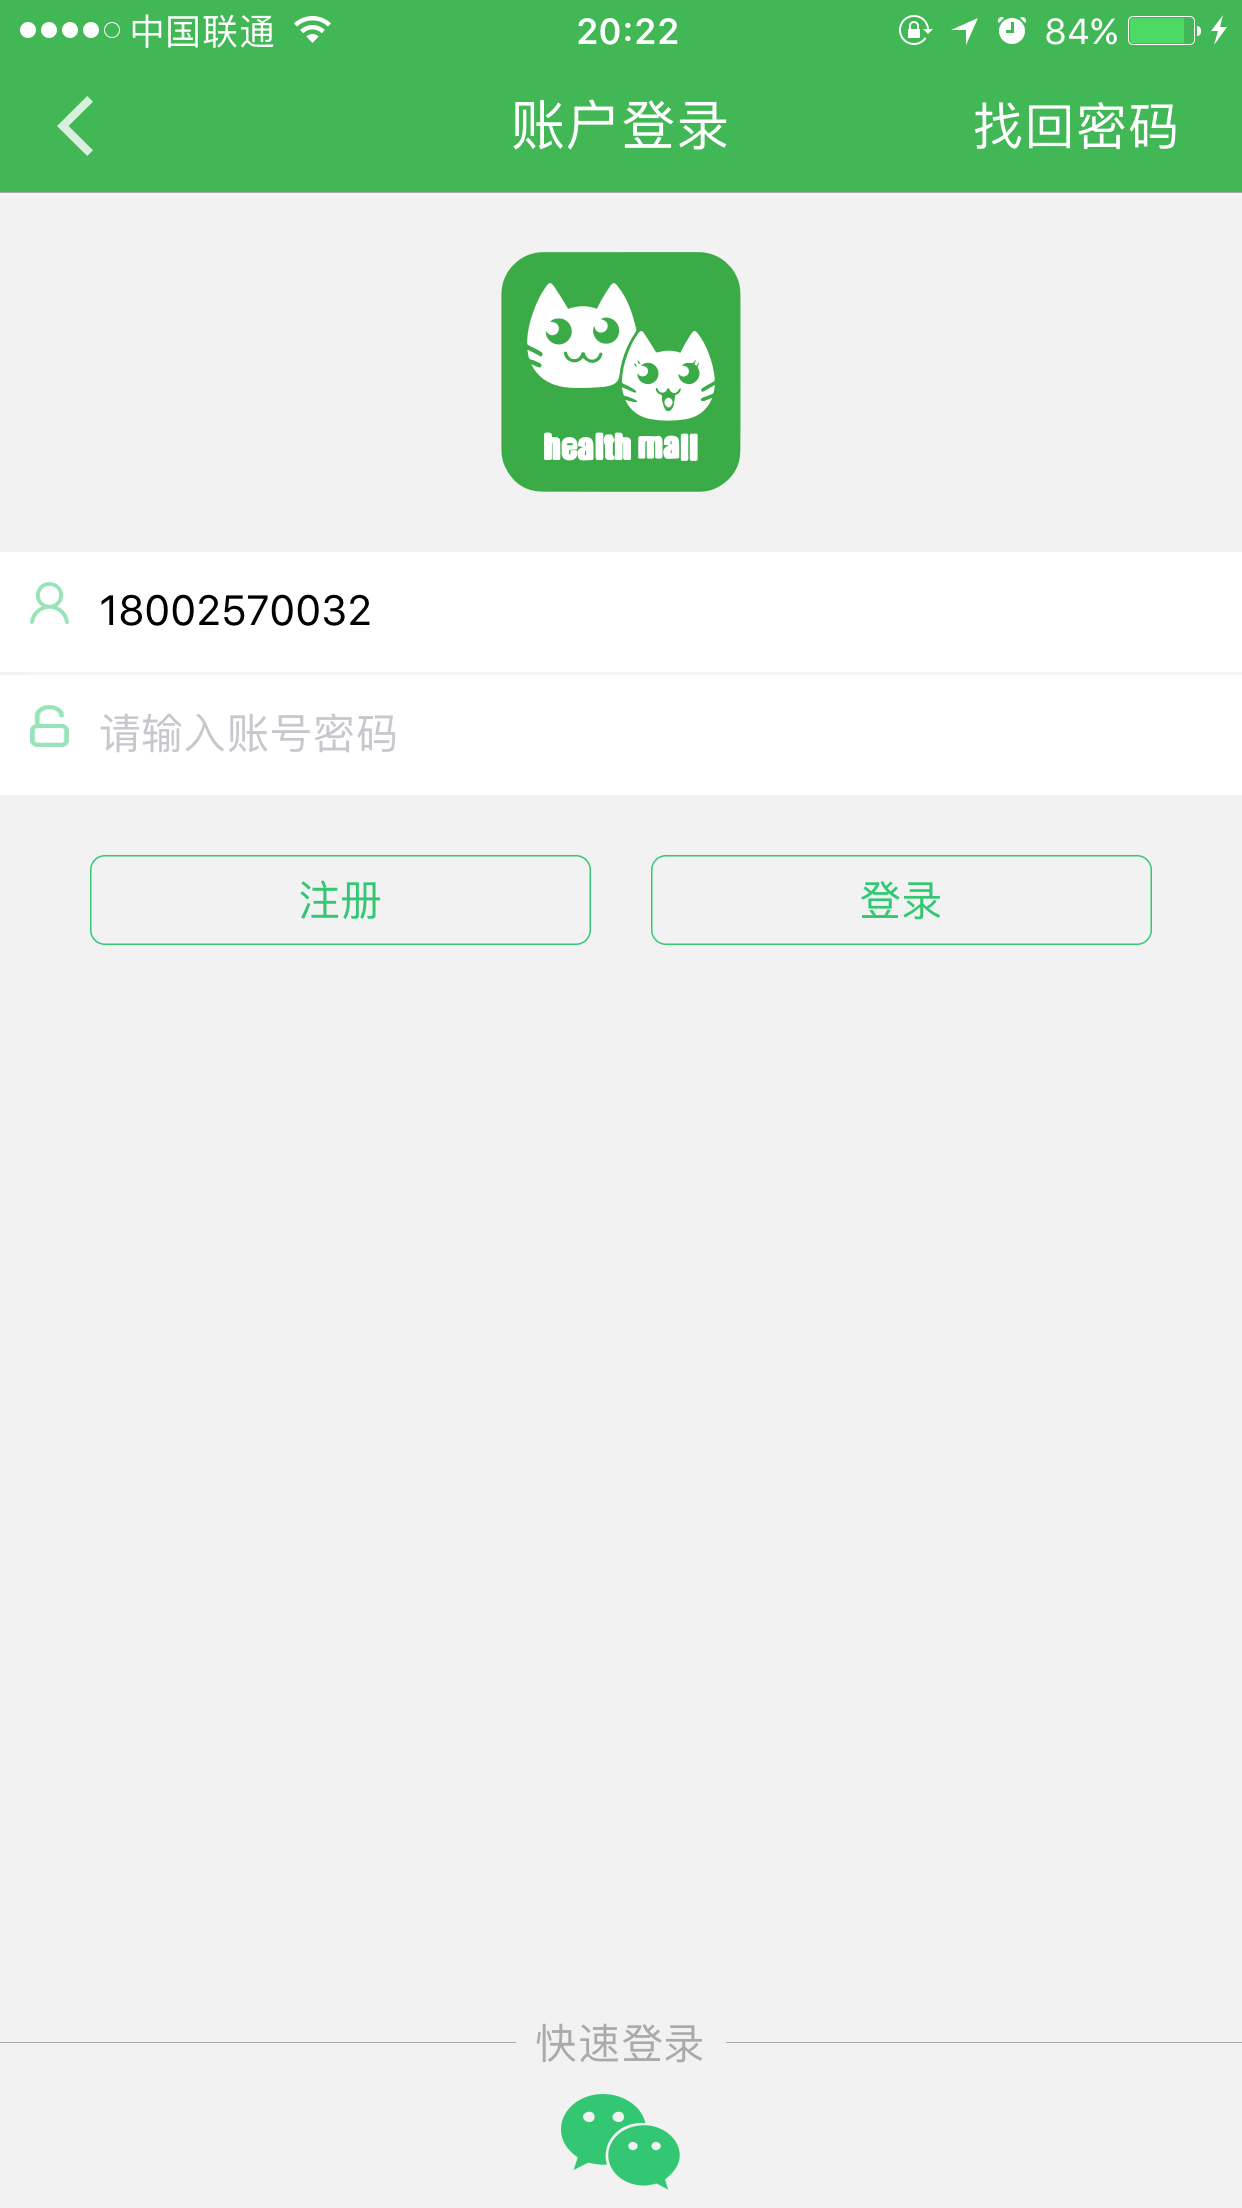 中国联通 20:22 84%
账户登录 找回密码
health mall
18002570032
请输入账号密码
注册 登录
快速登录